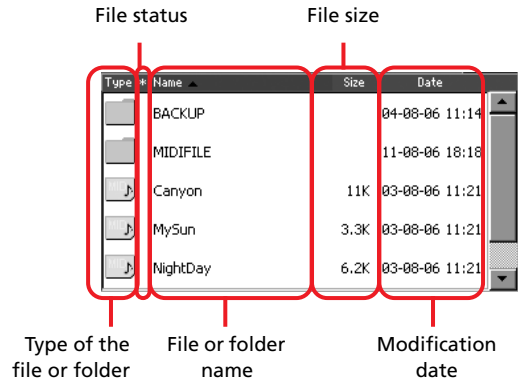 File status File size
Type * Name Size Date
BACKUP 04-08-06 11:14
MIDIFILE 11-08-06 18:18
Canyon 11K 03-08-06 11:21
MySun 3.3K 03-08-06 11:21
NightDay 6.2K 03-08-06 11:21
Type of the File or folder Modification
file or folder name date